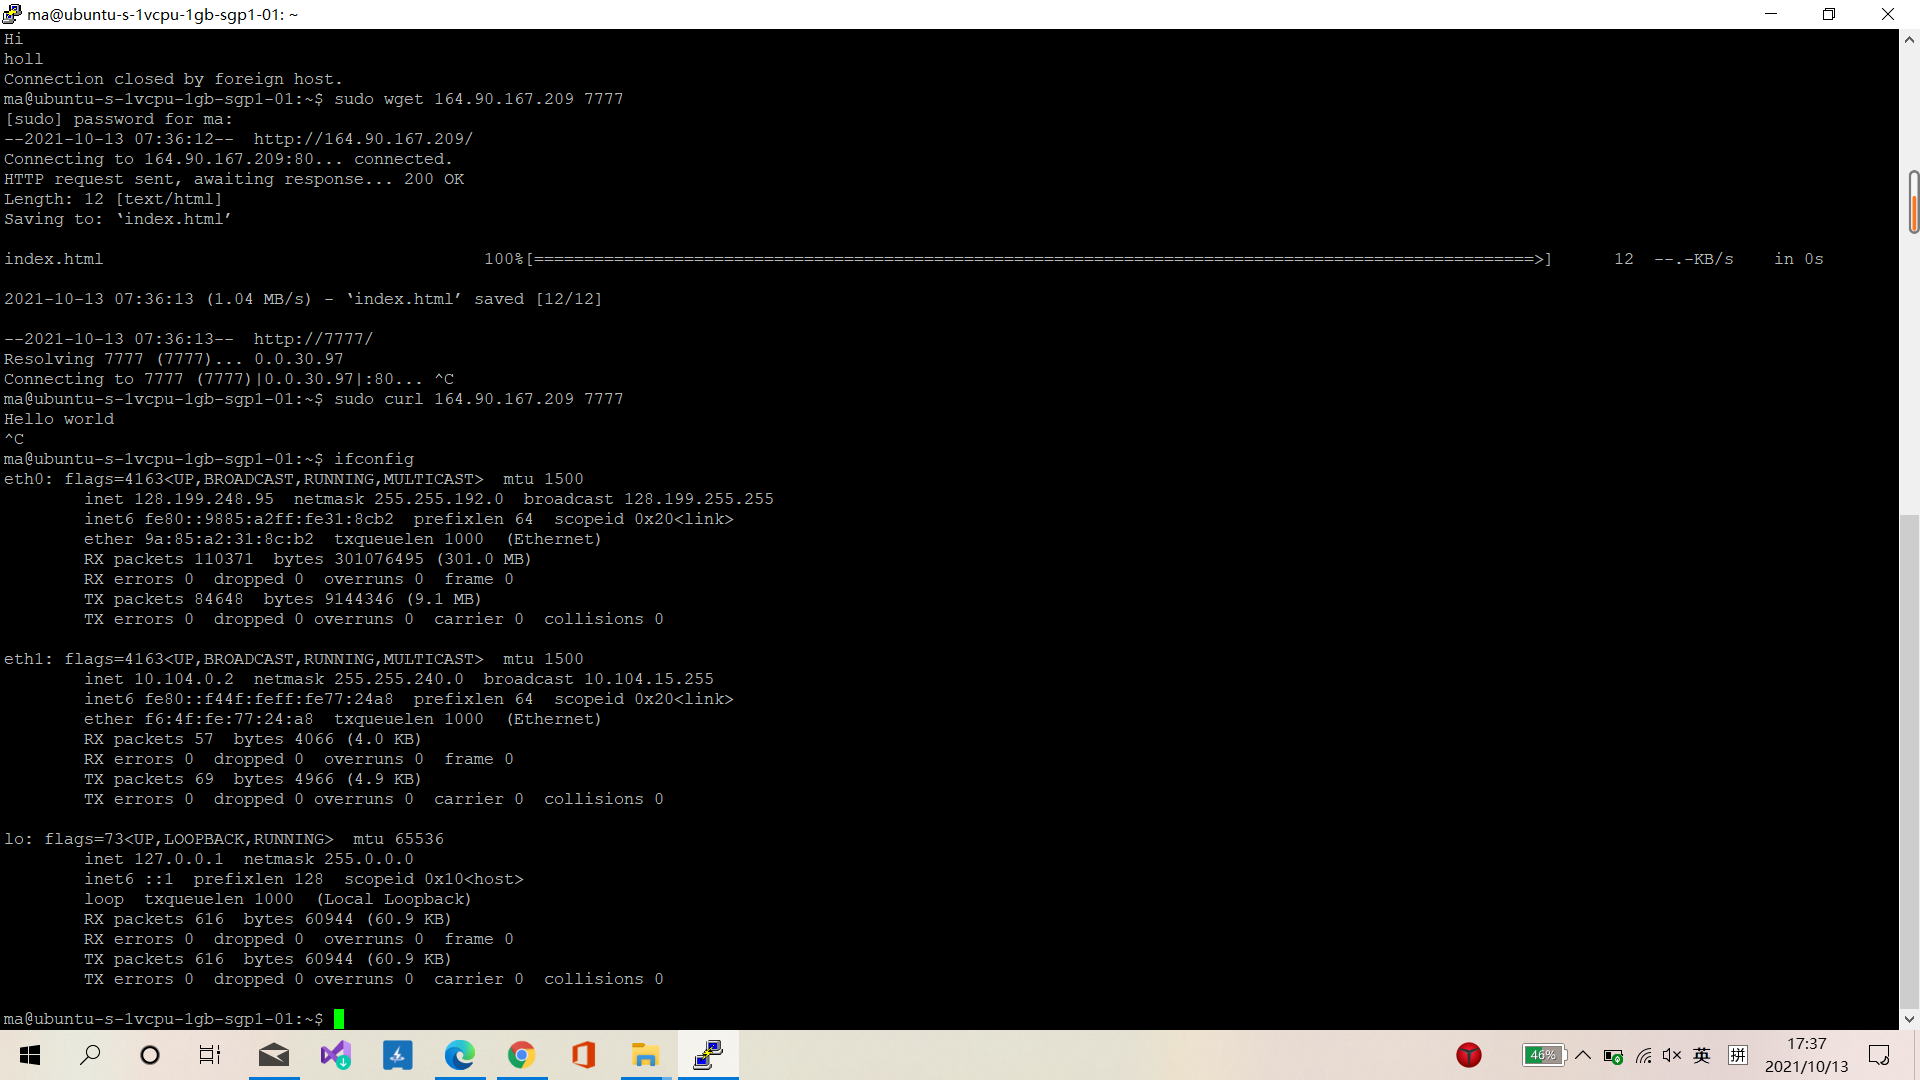 ma@ubuntu-s-1vcpu-1gb-sgp1-01: ~
Hi
holl
Connection closed by foreign host.
ma@ubuntu-s-1vcpu-1gb-sgp1-01:~$ sudo wget 164.90.167.209 7777
[sudo] password for ma:
--2021-10-13 07:36:12--  http://164.90.167.209/
Connecting to 164.90.167.209:80... connected.
HTTP request sent, awaiting response... 200 OK
Length: 12 [text/html]
Saving to: ‘index.html’
index.html 100%[====================================================================================================>] 12 --.-KB/s in 0s
2021-10-13 07:36:13 (1.04 MB/s) - ‘index.html’ saved [12/12]
--2021-10-13 07:36:13--  http://7777/
Resolving 7777 (7777)... 0.0.30.97
Connecting to 7777 (7777)|0.0.30.97|:80... ^C
ma@ubuntu-s-1vcpu-1gb-sgp1-01:~$ sudo curl 164.90.167.209 7777
Hello world
^C
ma@ubuntu-s-1vcpu-1gb-sgp1-01:~$ ifconfig
eth0: flags=4163<UP,BROADCAST,RUNNING,MULTICAST>  mtu 1500
inet 128.199.248.95  netmask 255.255.192.0  broadcast 128.199.255.255
inet6 fe80::9885:a2ff:fe31:8cb2  prefixlen 64  scopeid 0x20<link>
ether 9a:85:a2:31:8c:b2  txqueuelen 1000  (Ethernet)
RX packets 110371  bytes 301076495 (301.0 MB)
RX errors 0  dropped 0  overruns 0  frame 0
TX packets 84648  bytes 9144346 (9.1 MB)
TX errors 0  dropped 0 overruns 0  carrier 0  collisions 0
eth1: flags=4163<UP,BROADCAST,RUNNING,MULTICAST>  mtu 1500
inet 10.104.0.2  netmask 255.255.240.0  broadcast 10.104.15.255
inet6 fe80::f44f:feff:fe77:24a8  prefixlen 64  scopeid 0x20<link>
ether f6:4f:fe:77:24:a8  txqueuelen 1000  (Ethernet)
RX packets 57  bytes 4066 (4.0 KB)
RX errors 0  dropped 0  overruns 0  frame 0
TX packets 69  bytes 4966 (4.9 KB)
TX errors 0  dropped 0 overruns 0  carrier 0  collisions 0
lo: flags=73<UP,LOOPBACK,RUNNING>  mtu 65536
inet 127.0.0.1  netmask 255.0.0.0
inet6 ::1  prefixlen 128  scopeid 0x10<host>
loop  txqueuelen 1000  (Local Loopback)
RX packets 616  bytes 60944 (60.9 KB)
RX errors 0  dropped 0  overruns 0  frame 0
TX packets 616  bytes 60944 (60.9 KB)
TX errors 0  dropped 0 overruns 0  carrier 0  collisions 0
ma@ubuntu-s-1vcpu-1gb-sgp1-01:~$
46% 英 拼 17:37
2021/10/13